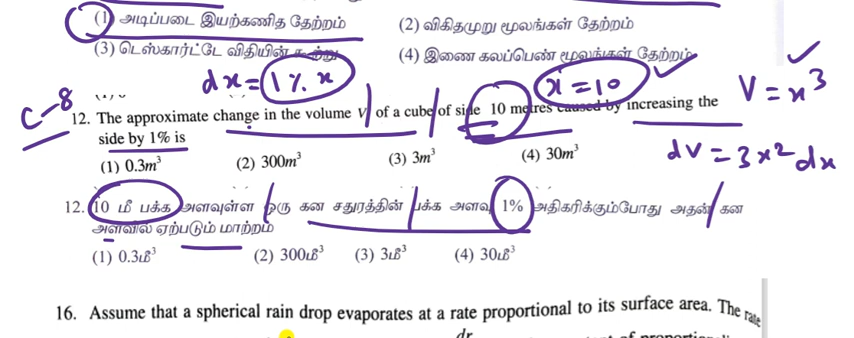 (1) அடிப்படை இயற்கணித தேற்றம் (2) விகிதமுறு மூலங்கள் தேற்றம்
(3) டெஸ்கார்ட்டே விதியின் கூற்று (4) இணை கலப்பெண் மூலங்கள் தேற்றம்
dx = 1% x x = 10 V = x³
C-8
12. The approximate change in the volume V of a cube of side 10 metres caused by increasing the
side by 1% is
dV = 3x² dx
(1) 0.3m³ (2) 300m³ (3) 3m³ (4) 30m³
12. 10 மீ பக்க அளவுள்ள ஒரு கன சதுரத்தின் பக்க அளவு 1% அதிகரிக்கும்போது அதன் கன
அளவில் ஏற்படும் மாற்றம்
(1) 0.3மீ³ (2) 300மீ³ (3) 3மீ³ (4) 30மீ³
16. Assume that a spherical rain drop evaporates at a rate proportional to its surface area. The rate
dr